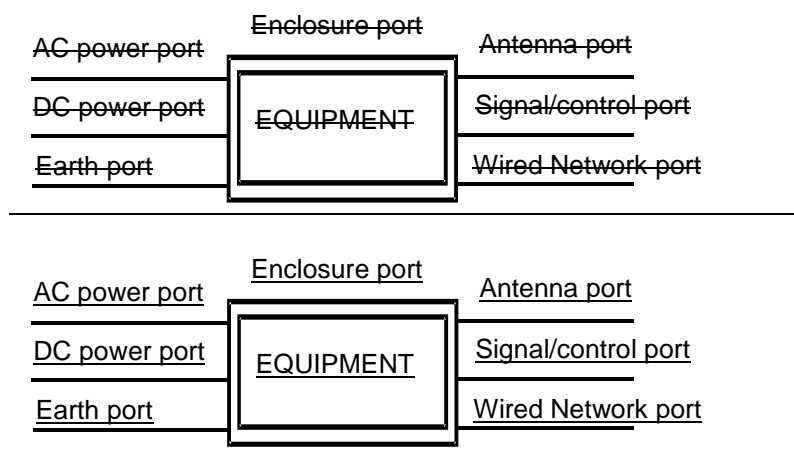 Enclosure port
AC power port
Antenna port
DC power port
EQUIPMENT
Signal/control port
Earth port
Wired Network port
Enclosure port
AC power port
Antenna port
DC power port
EQUIPMENT
Signal/control port
Earth port
Wired Network port